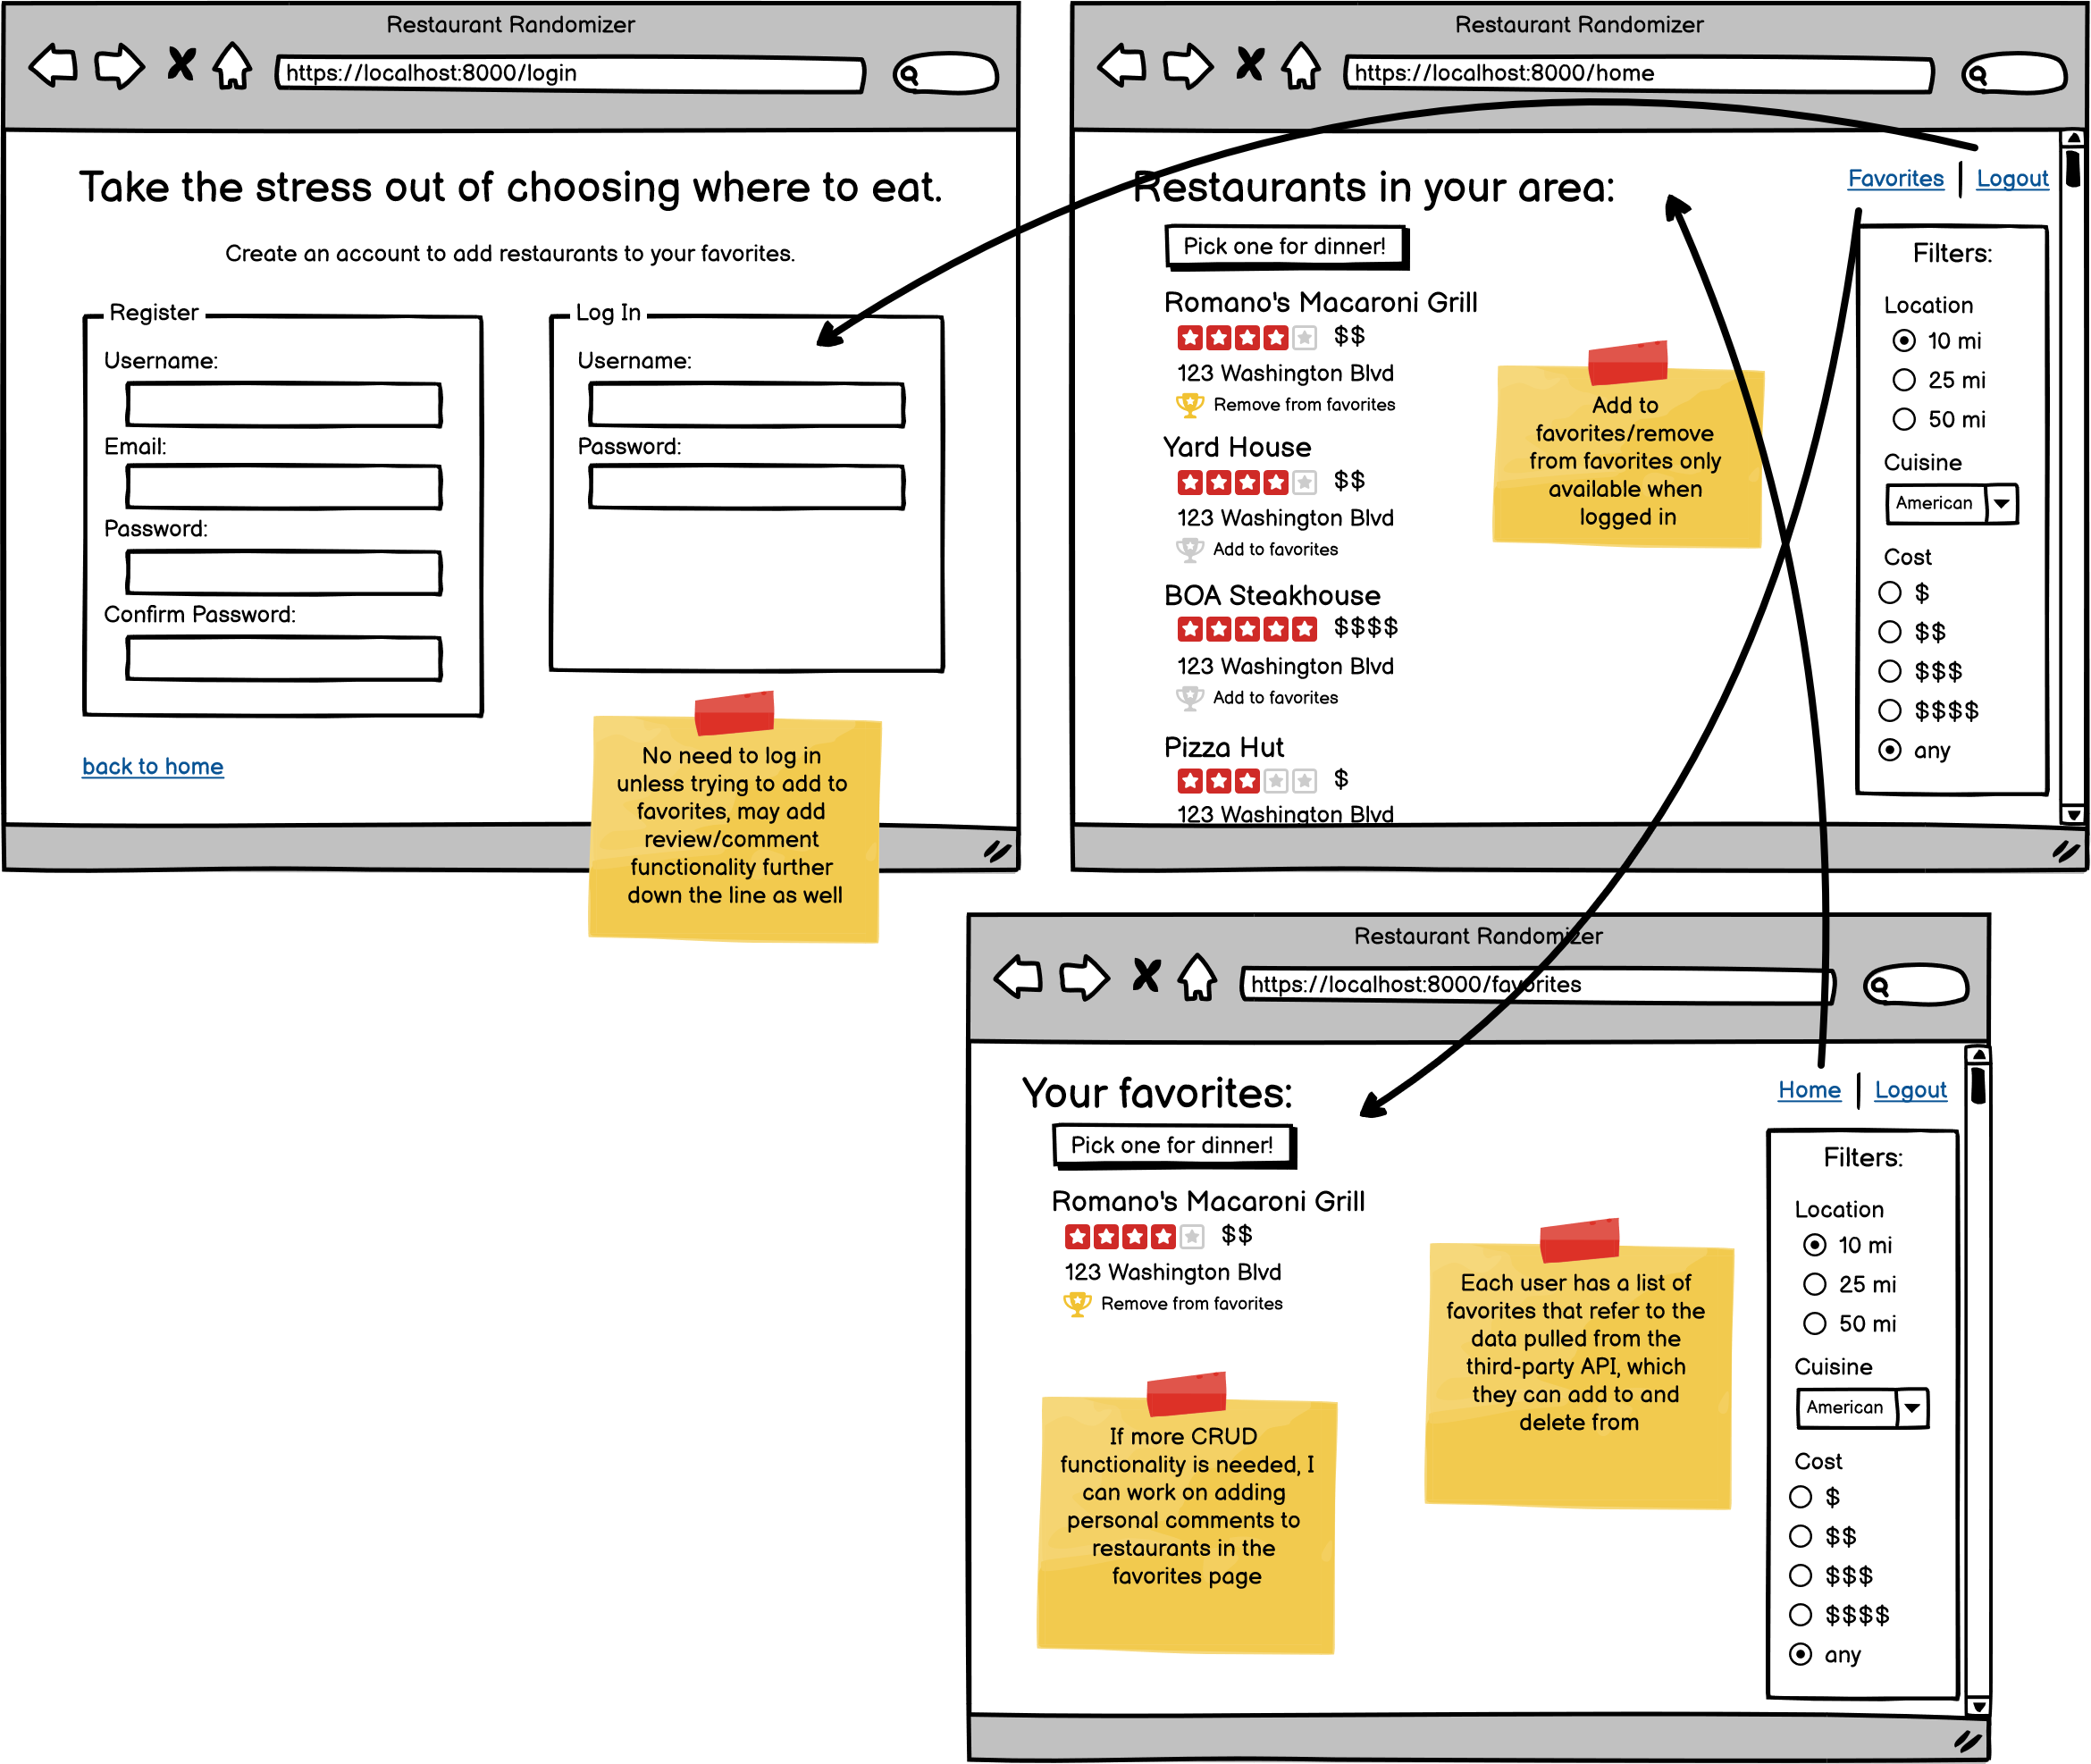 Restaurant Randomizer
https://localhost:8000/login
Take the stress out of choosing where to eat.
Create an account to add restaurants to your favorites.
Register
Username:
Email:
Password:
Confirm Password:
Log In
Username:
Password:
back to home
No need to log in
unless trying to add to
favorites, may add
review/comment
functionality further
down the line as well
Restaurant Randomizer
https://localhost:8000/home
Favorites
Logout
Restaurants in your area:
Pick one for dinner!
Romano's Macaroni Grill
$$
123 Washington Blvd
Remove from favorites
Yard House
$$
123 Washington Blvd
Add to favorites
BOA Steakhouse
$$$$
123 Washington Blvd
Add to favorites
Pizza Hut
$
123 Washington Blvd
Add to
favorites/remove
from favorites only
available when
logged in
Filters:
Location
10 mi
25 mi
50 mi
Cuisine
American
Cost
$
$$
$$$
$$$$
any
Restaurant Randomizer
https://localhost:8000/favorites
Home
Logout
Your favorites:
Pick one for dinner!
Romano's Macaroni Grill
$$
123 Washington Blvd
Remove from favorites
If more CRUD
functionality is needed, I
can work on adding
personal comments to
restaurants in the
favorites page
Each user has a list of
favorites that refer to the
data pulled from the
third-party API, which
they can add to and
delete from
Filters:
Location
10 mi
25 mi
50 mi
Cuisine
American
Cost
$
$$
$$$
$$$$
any